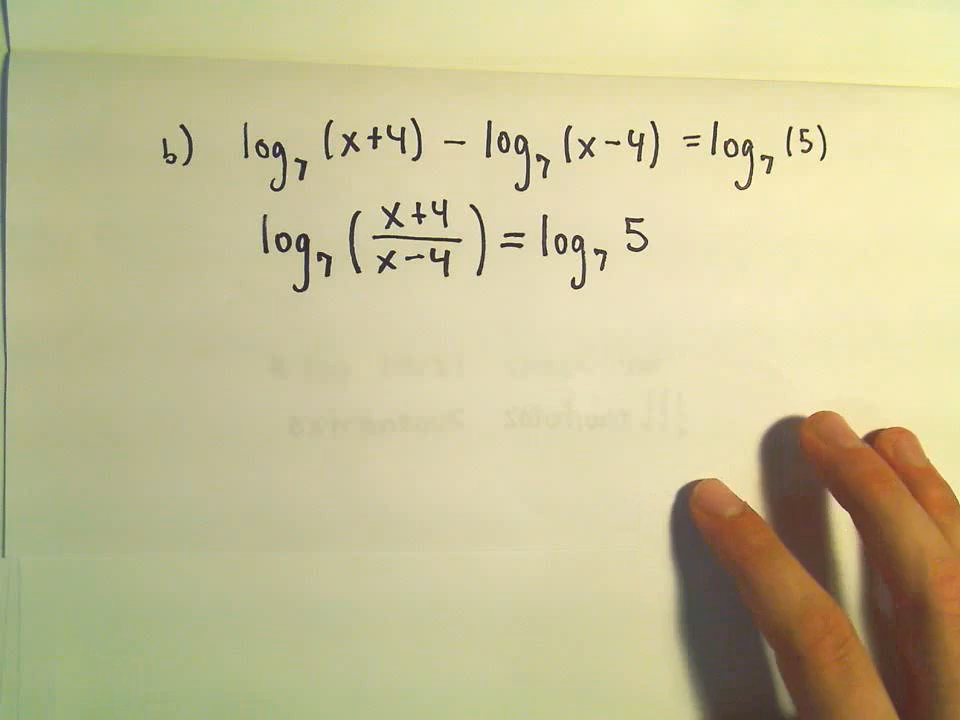 b) log₇ (x+4) − log₇ (x−4) = log₇ (5)
log₇ ( x+4 / x−4 ) = log₇ 5